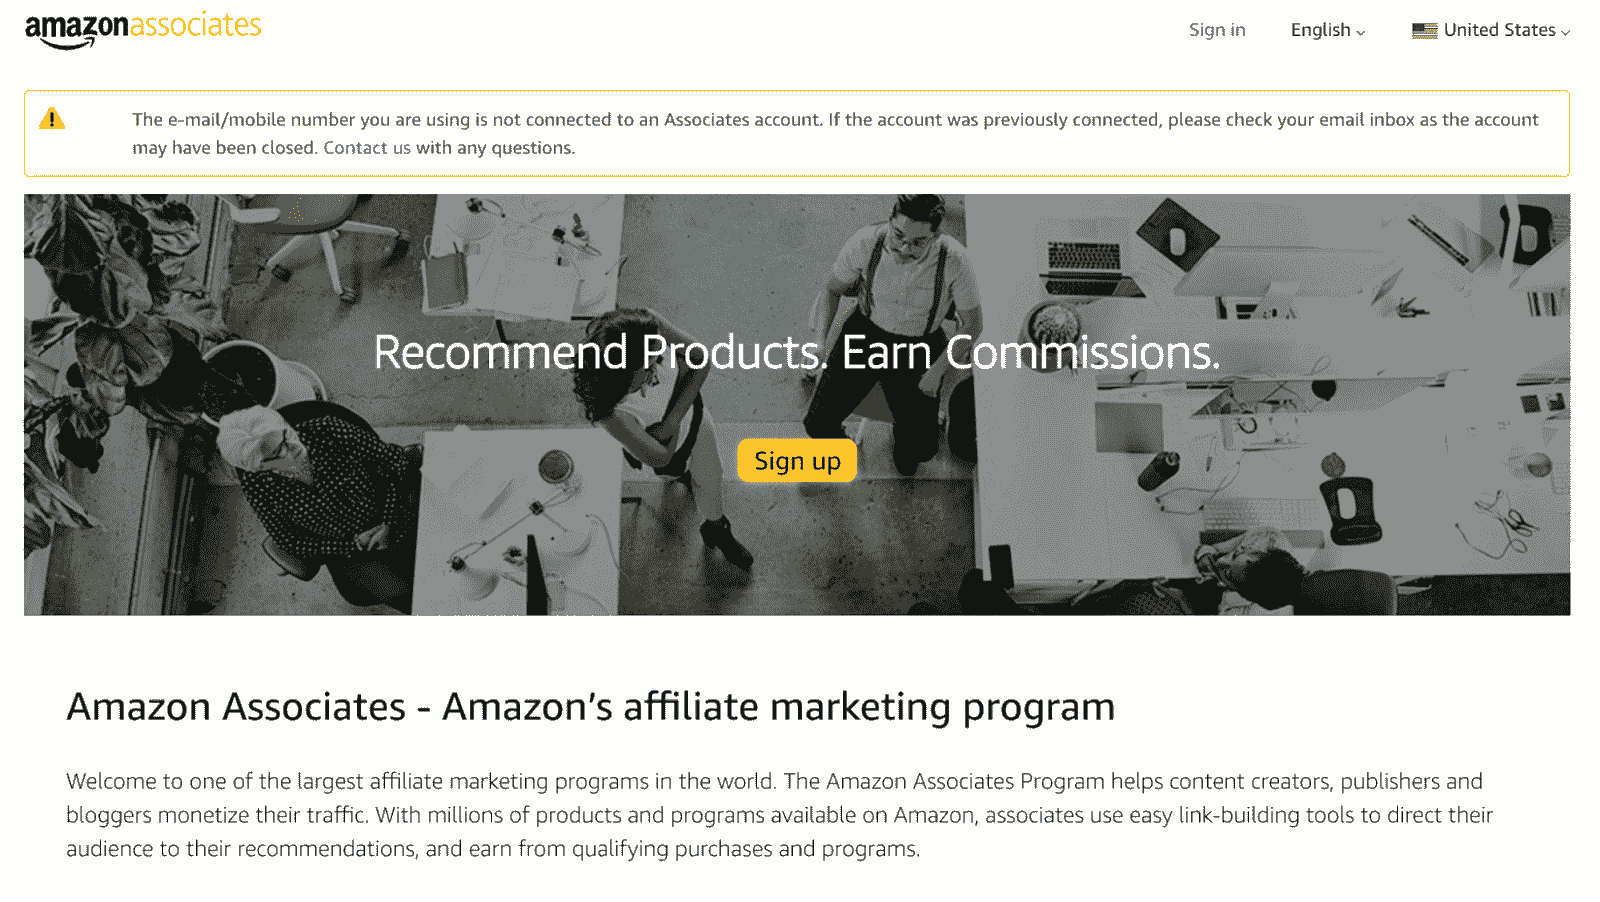 amazonassociates
Sign in English United States
The e-mail/mobile number you are using is not connected to an Associates account. If the account was previously connected, please check your email inbox as the account
may have been closed. Contact us with any questions.
Recommend Products. Earn Commissions.
Sign up
Amazon Associates - Amazon’s affiliate marketing program
Welcome to one of the largest affiliate marketing programs in the world. The Amazon Associates Program helps content creators, publishers and
bloggers monetize their traffic. With millions of products and programs available on Amazon, associates use easy link-building tools to direct their
audience to their recommendations, and earn from qualifying purchases and programs.